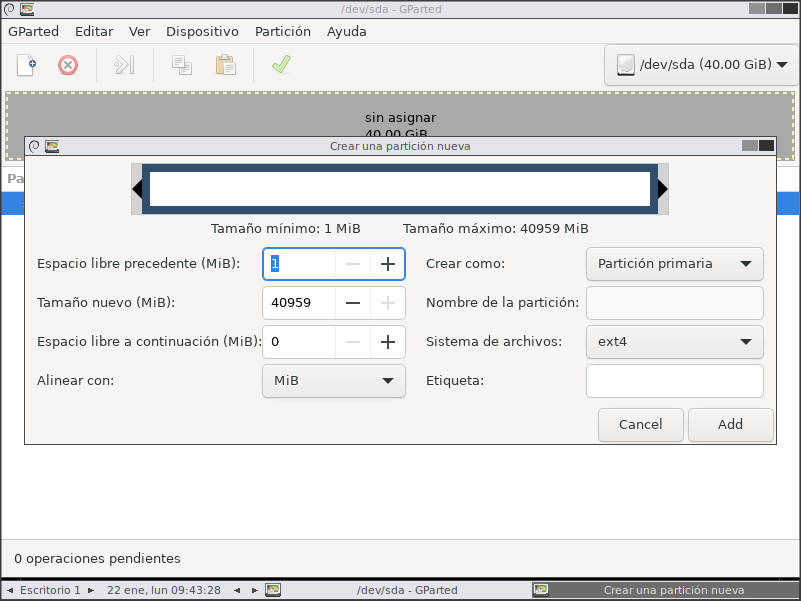 /dev/sda - GParted
GParted Editar Ver Dispositivo Partición Ayuda
/dev/sda (40.00 GiB)
sin asignar
40.00 GiB
Crear una partición nueva
Pa
Tamaño mínimo: 1 MiB Tamaño máximo: 40959 MiB
Espacio libre precedente (MiB): 1 Crear como: Partición primaria
Tamaño nuevo (MiB): 40959 Nombre de la partición:
Espacio libre a continuación (MiB): 0 Sistema de archivos: ext4
Alinear con: MiB Etiqueta:
Cancel Add
0 operaciones pendientes
Escritorio 1 22 ene, lun 09:43:28 /dev/sda - GParted Crear una partición nueva